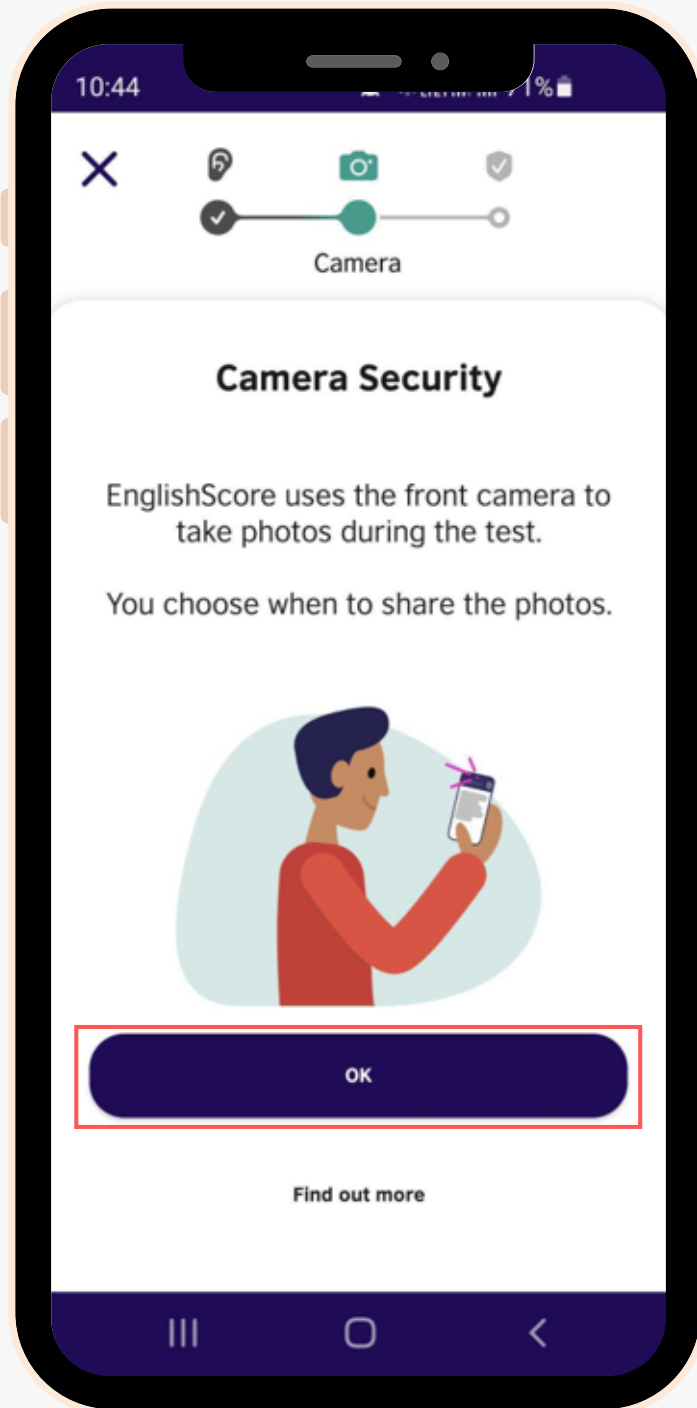 10:44
71%
Camera
Camera Security
EnglishScore uses the front camera to
take photos during the test.
You choose when to share the photos.
OK
Find out more